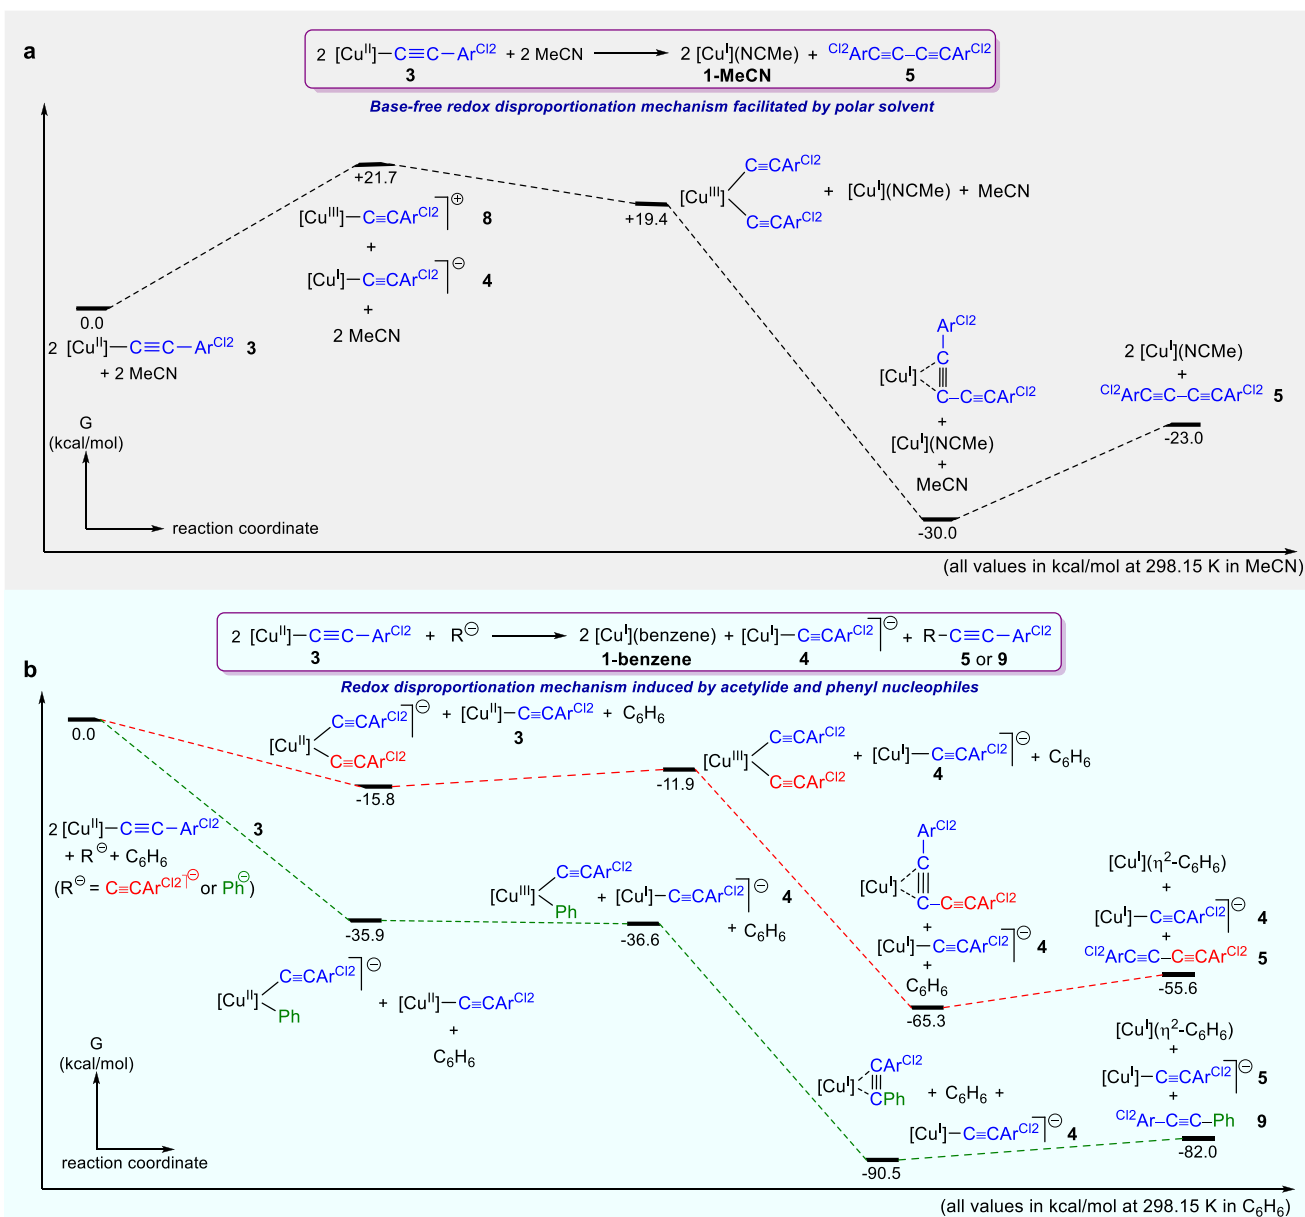 a
2 [Cu^II]—C≡C—Ar^Cl2 + 2 MeCN ⟶ 2 [Cu^I](NCMe) + ^Cl2ArC≡C–C≡CAr^Cl2
3 1-MeCN 5
Base-free redox disproportionation mechanism facilitated by polar solvent
+21.7
[Cu^III]—C≡CAr^Cl2 ⊕ 8
+
[Cu^I]—C≡CAr^Cl2 ⊖ 4
+
2 MeCN
C≡CAr^Cl2
[Cu^III] + [Cu^I](NCMe) + MeCN
C≡CAr^Cl2
+19.4
0.0
2 [Cu^II]—C≡C—Ar^Cl2 3
+ 2 MeCN
Ar^Cl2
C
[Cu^I] ≡
C–C≡CAr^Cl2
+
[Cu^I](NCMe)
+
MeCN
-30.0
2 [Cu^I](NCMe)
+
^Cl2ArC≡C–C≡CAr^Cl2 5
-23.0
G
(kcal/mol)
reaction coordinate
(all values in kcal/mol at 298.15 K in MeCN)
b
2 [Cu^II]—C≡C—Ar^Cl2 + R^⊖ ⟶ 2 [Cu^I](benzene) + [Cu^I]—C≡CAr^Cl2 ⊖ + R–C≡C—Ar^Cl2
3 1-benzene 4 5 or 9
Redox disproportionation mechanism induced by acetylide and phenyl nucleophiles
0.0
2 [Cu^II]—C≡C—Ar^Cl2 3
+ R^⊖ + C6H6
(R^⊖ = C≡CAr^Cl2 ⊖ or Ph^⊖)
C≡CAr^Cl2 ⊖ + [Cu^II]—C≡CAr^Cl2 + C6H6
[Cu^II] 3
C≡CAr^Cl2
-15.8
C≡CAr^Cl2
[Cu^III] + [Cu^I]—C≡CAr^Cl2 ⊖ + C6H6
C≡CAr^Cl2 4
-11.9
C≡CAr^Cl2
[Cu^III] + [Cu^I]—C≡CAr^Cl2 ⊖ 4
Ph + C6H6
-35.9
-36.6
C≡CAr^Cl2 ⊖
[Cu^II] + [Cu^II]—C≡CAr^Cl2
Ph +
C6H6
Ar^Cl2
C
[Cu^I] ≡
C–C≡CAr^Cl2
+
[Cu^I]—C≡CAr^Cl2 ⊖ 4
+
C6H6
-65.3
[Cu^I](η²-C6H6)
+
[Cu^I]—C≡CAr^Cl2 ⊖ 4
+
^Cl2ArC≡C–C≡CAr^Cl2 5
-55.6
CAr^Cl2
[Cu^I] ≡ + C6H6 +
CPh
[Cu^I]—C≡CAr^Cl2 ⊖ 4
-90.5
[Cu^I](η²-C6H6)
+
[Cu^I]—C≡CAr^Cl2 ⊖ 5
+
^Cl2Ar–C≡C–Ph 9
-82.0
G
(kcal/mol)
reaction coordinate
(all values in kcal/mol at 298.15 K in C6H6)